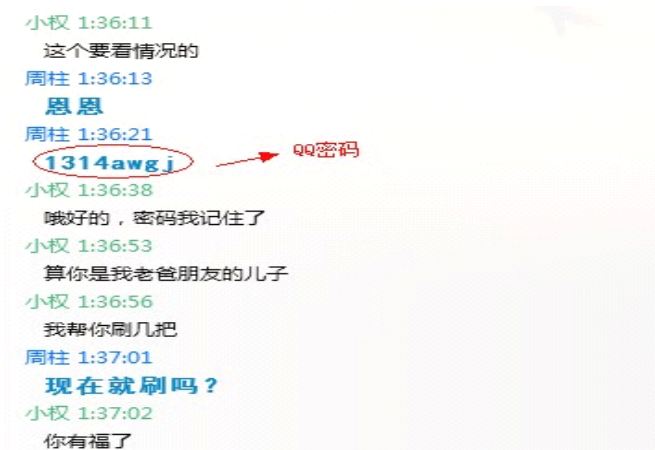 小权 1:36:11
这个要看情况的
周柱 1:36:13
恩恩
周柱 1:36:21
1314awgj
QQ密码
小权 1:36:38
哦好的，密码我记住了
小权 1:36:53
算你是我老爸朋友的儿子
小权 1:36:56
我帮你刷几把
周柱 1:37:01
现在就刷吗？
小权 1:37:02
你有福了